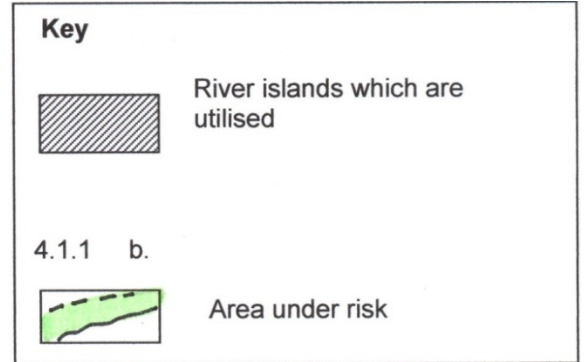 Key
River islands which are
utilised
4.1.1 b.
Area under risk